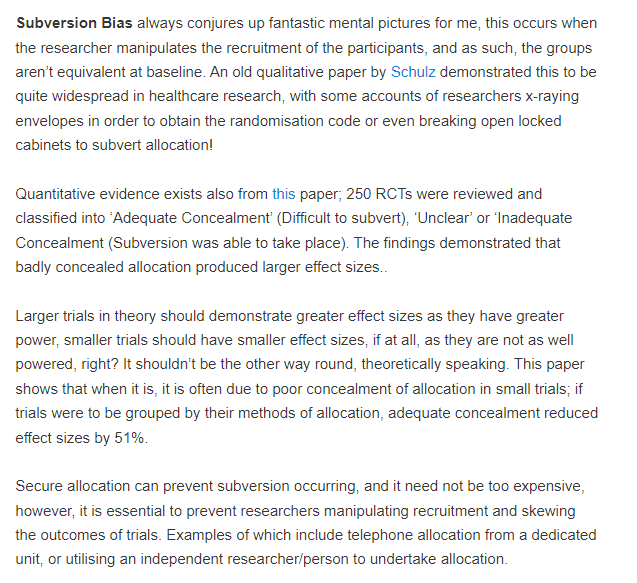 Subversion Bias always conjures up fantastic mental pictures for me, this occurs when
the researcher manipulates the recruitment of the participants, and as such, the groups
aren’t equivalent at baseline. An old qualitative paper by Schulz demonstrated this to be
quite widespread in healthcare research, with some accounts of researchers x-raying
envelopes in order to obtain the randomisation code or even breaking open locked
cabinets to subvert allocation!
Quantitative evidence exists also from this paper; 250 RCTs were reviewed and
classified into ‘Adequate Concealment’ (Difficult to subvert), ‘Unclear’ or ‘Inadequate
Concealment (Subversion was able to take place). The findings demonstrated that
badly concealed allocation produced larger effect sizes..
Larger trials in theory should demonstrate greater effect sizes as they have greater
power, smaller trials should have smaller effect sizes, if at all, as they are not as well
powered, right? It shouldn’t be the other way round, theoretically speaking. This paper
shows that when it is, it is often due to poor concealment of allocation in small trials; if
trials were to be grouped by their methods of allocation, adequate concealment reduced
effect sizes by 51%.
Secure allocation can prevent subversion occurring, and it need not be too expensive,
however, it is essential to prevent researchers manipulating recruitment and skewing
the outcomes of trials. Examples of which include telephone allocation from a dedicated
unit, or utilising an independent researcher/person to undertake allocation.